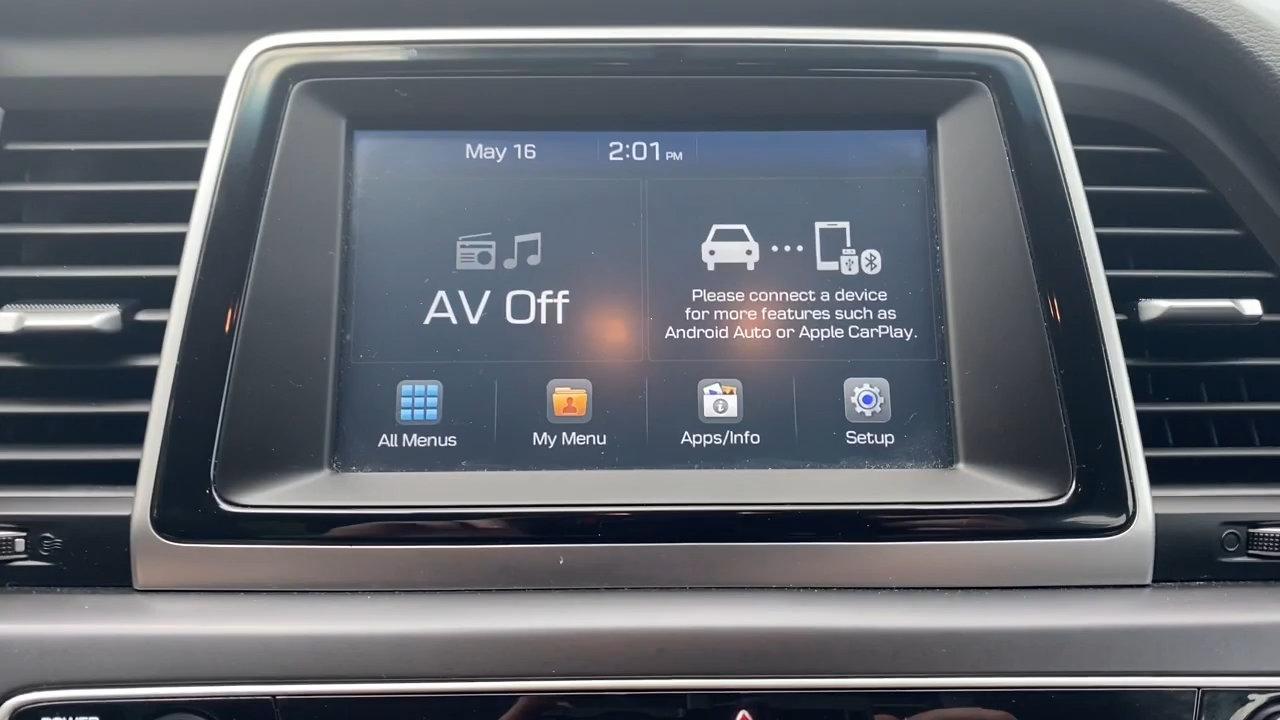 May 16 2:01 PM
AV Off
Please connect a device
for more features such as
Android Auto or Apple CarPlay.
All Menus My Menu Apps/Info Setup
POWER